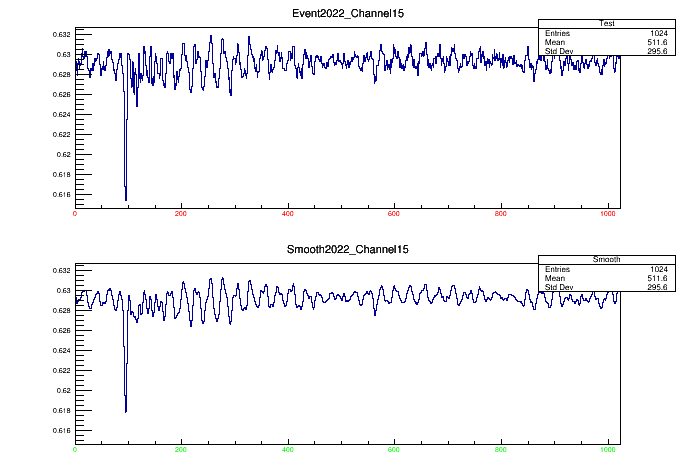 Event2022_Channel15
Test
Entries 1024
Mean 511.6
Std Dev 295.6
0.632
0.63
0.628
0.626
0.624
0.622
0.62
0.618
0.616
0 200 400 600 800 1000
Smooth2022_Channel15
Smooth
Entries 1024
Mean 511.6
Std Dev 295.6
0.632
0.63
0.628
0.626
0.624
0.622
0.62
0.618
0.616
0 200 400 600 800 1000